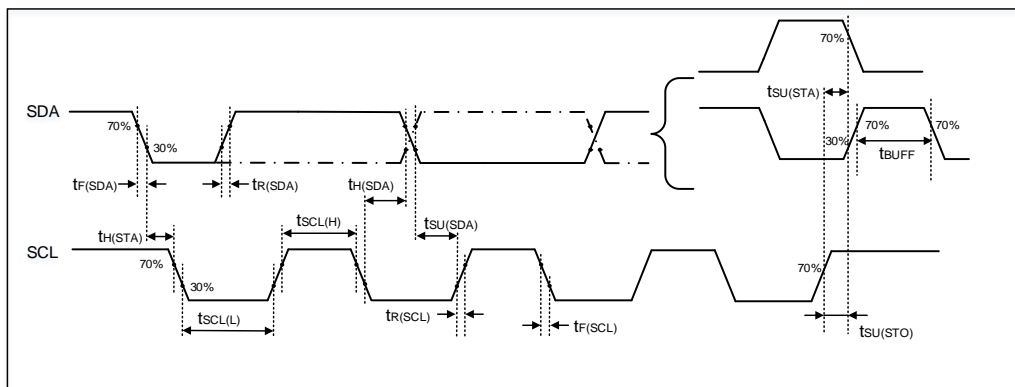 70%
tSU(STA)
SDA
70%
30%
30%
70%
70%
tBUFF
tF(SDA)
tR(SDA)
tH(SDA)
tSCL(H)
tSU(SDA)
tH(STA)
SCL
70%
30%
70%
tSCL(L)
tR(SCL)
tF(SCL)
tSU(STO)